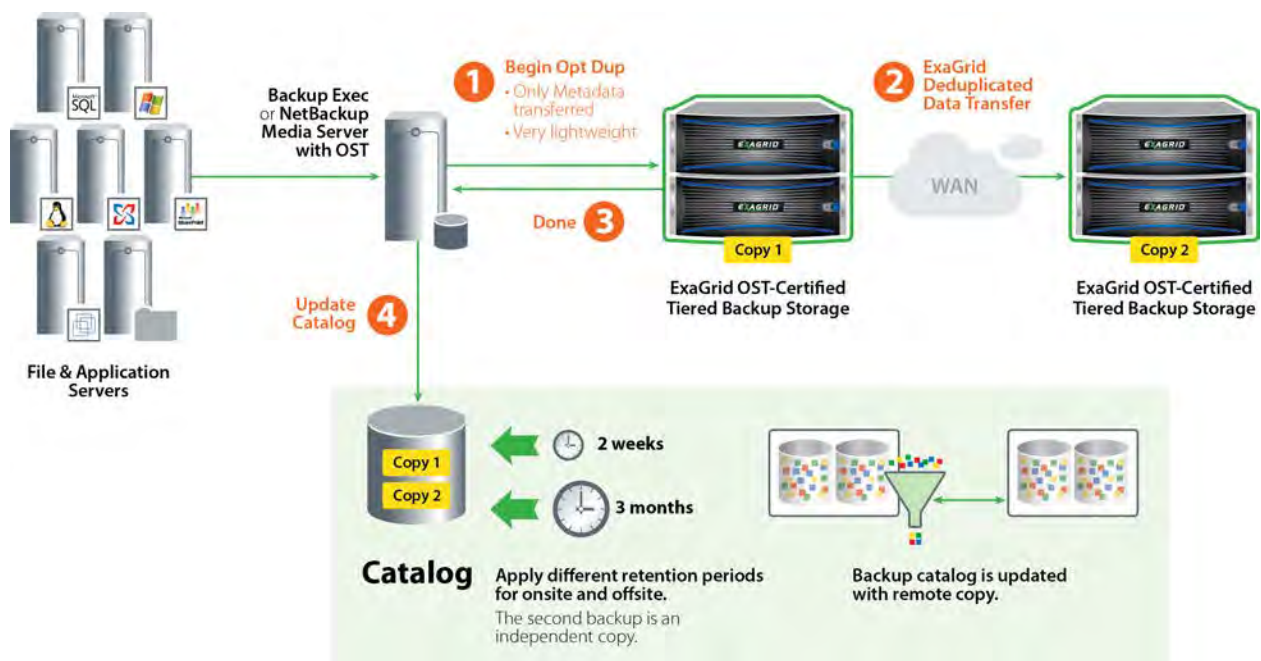 Microsoft
SQL
File & Application
Servers
Backup Exec
or NetBackup
Media Server
with OST
1
Begin Opt Dup
• Only Metadata
transferred
• Very lightweight
Done 3
EXAGRID
EXAGRID
Copy 1
ExaGrid OST-Certified
Tiered Backup Storage
2
ExaGrid
Deduplicated
Data Transfer
WAN
EXAGRID
EXAGRID
Copy 2
ExaGrid OST-Certified
Tiered Backup Storage
Update
Catalog
4
Copy 1
Copy 2
Catalog
2 weeks
3 months
Apply different retention periods
for onsite and offsite.
The second backup is an
independent copy.
Backup catalog is updated
with remote copy.